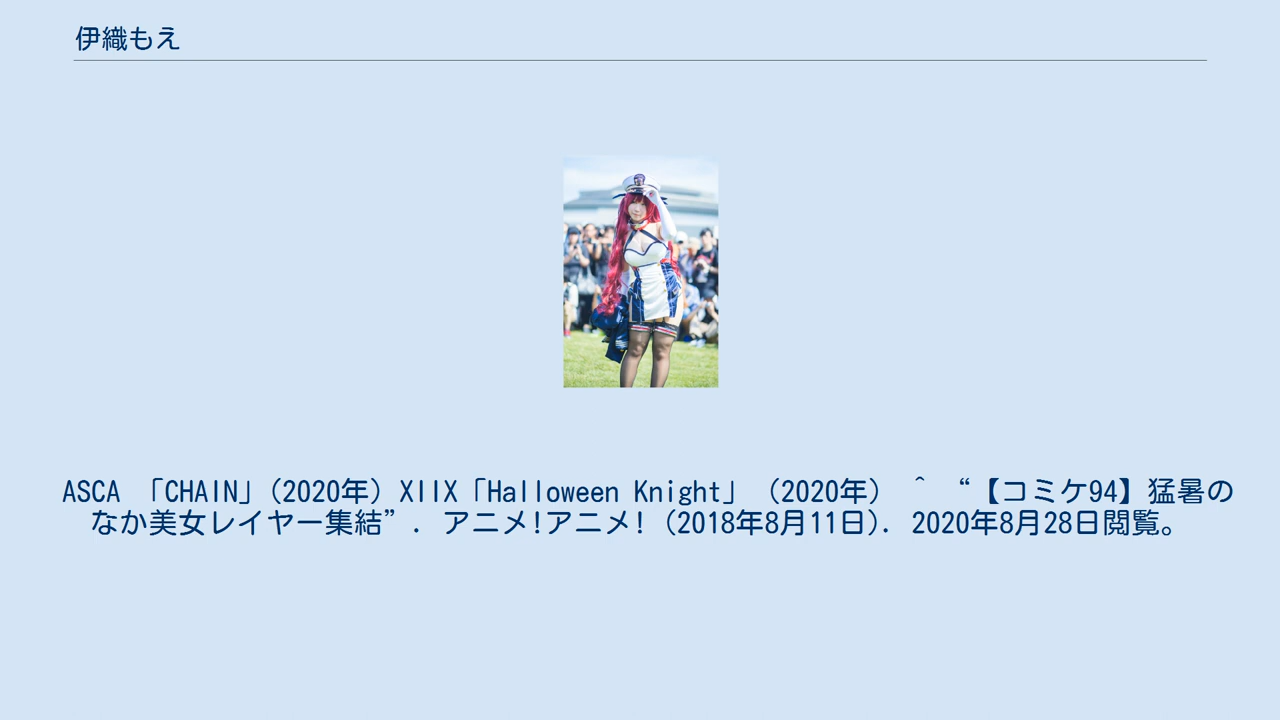 伊織もえ
ASCA 「CHAIN」(2020年) XIIX「Halloween Knight」 (2020年) ^ “【コミケ94】猛暑の
なか美女レイヤー集結”. アニメ!アニメ! (2018年8月11日). 2020年8月28日閲覧。